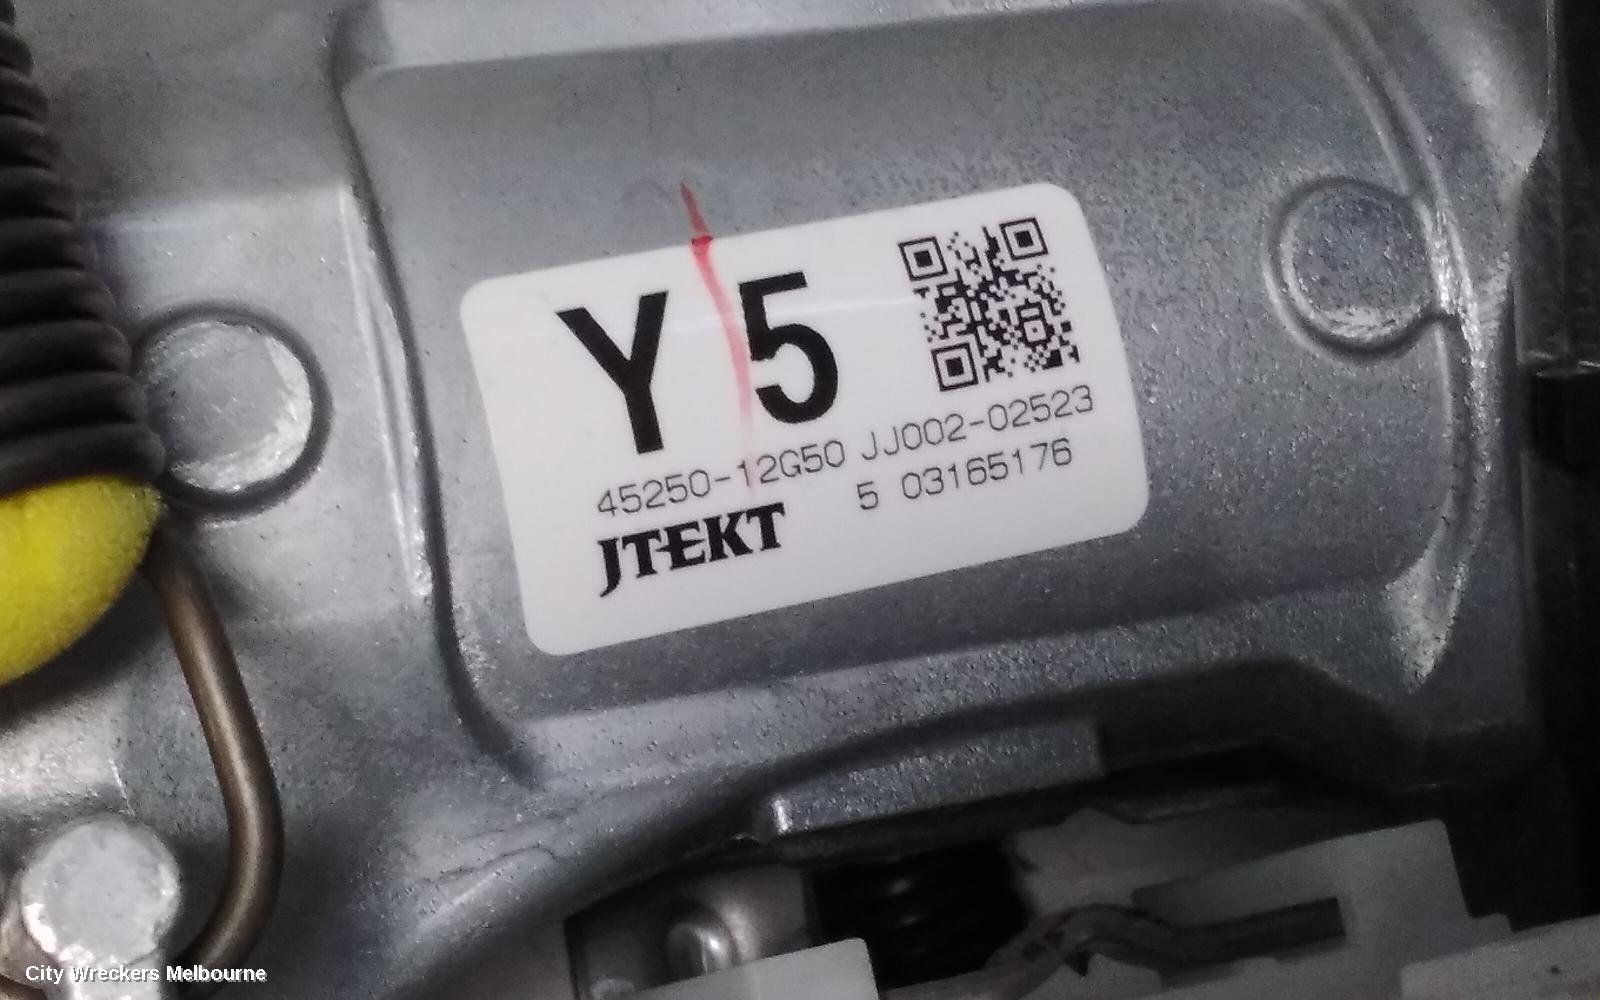 Y5
45250-12G50 JJ002-02523
5 03165176
JTEKT
City Wreckers Melbourne